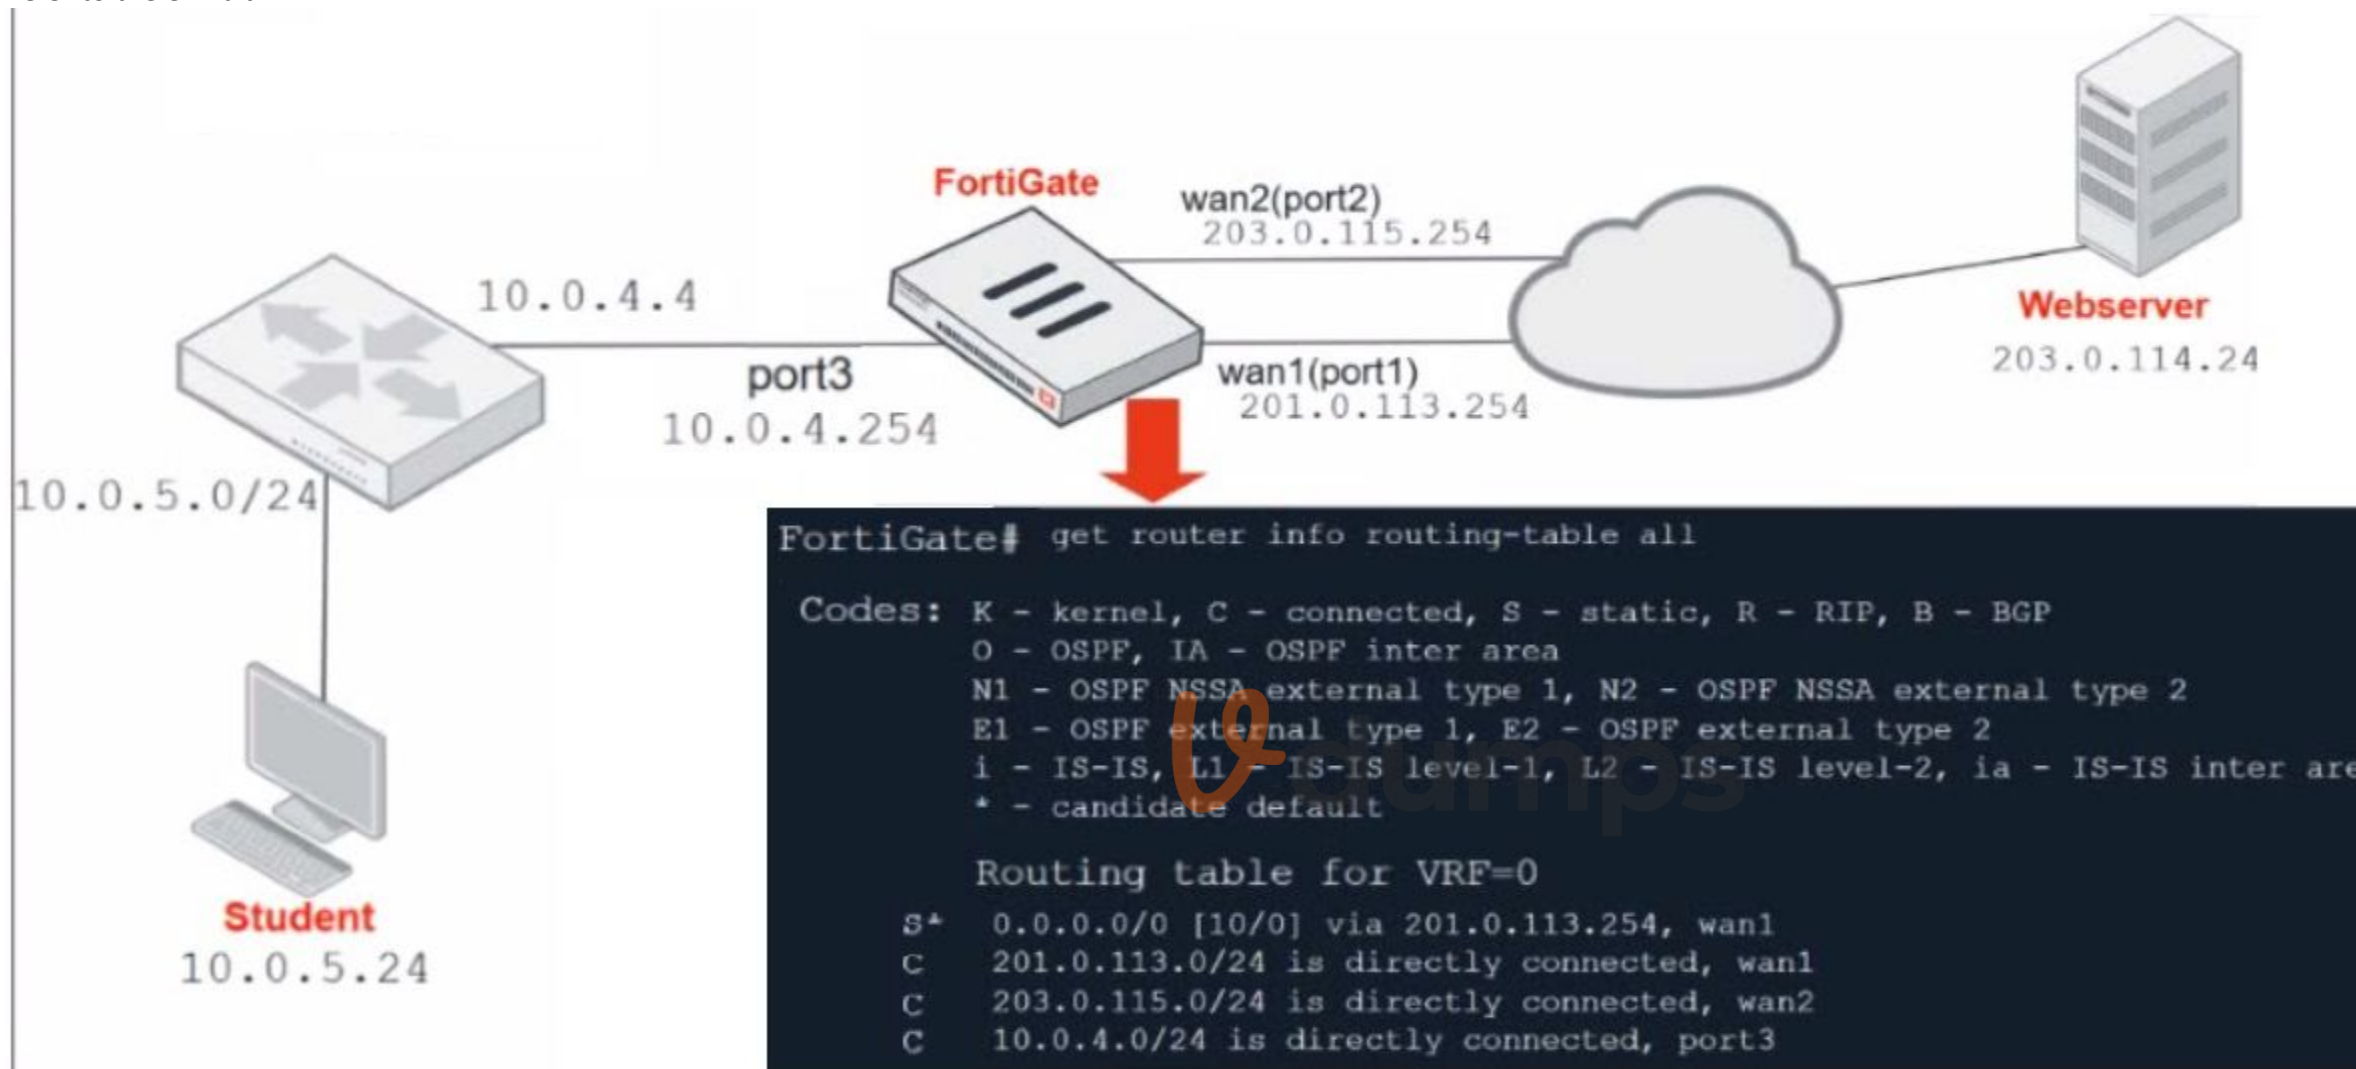 FortiGate
wan2(port2)
203.0.115.254
10.0.4.4
Webserver
203.0.114.24
port3
10.0.4.254
wan1(port1)
201.0.113.254
10.0.5.0/24
Student
10.0.5.24
FortiGate# get router info routing-table all
Codes: K - kernel, C - connected, S - static, R - RIP, B - BGP
O - OSPF, IA - OSPF inter area
N1 - OSPF NSSA external type 1, N2 - OSPF NSSA external type 2
E1 - OSPF external type 1, E2 - OSPF external type 2
i - IS-IS, L1 - IS-IS level-1, L2 - IS-IS level-2, ia - IS-IS inter are
* - candidate default
dumps
Routing table for VRF=0
S* 0.0.0.0/0 [10/0] via 201.0.113.254, wan1
C 201.0.113.0/24 is directly connected, wan1
C 203.0.115.0/24 is directly connected, wan2
C 10.0.4.0/24 is directly connected, port3